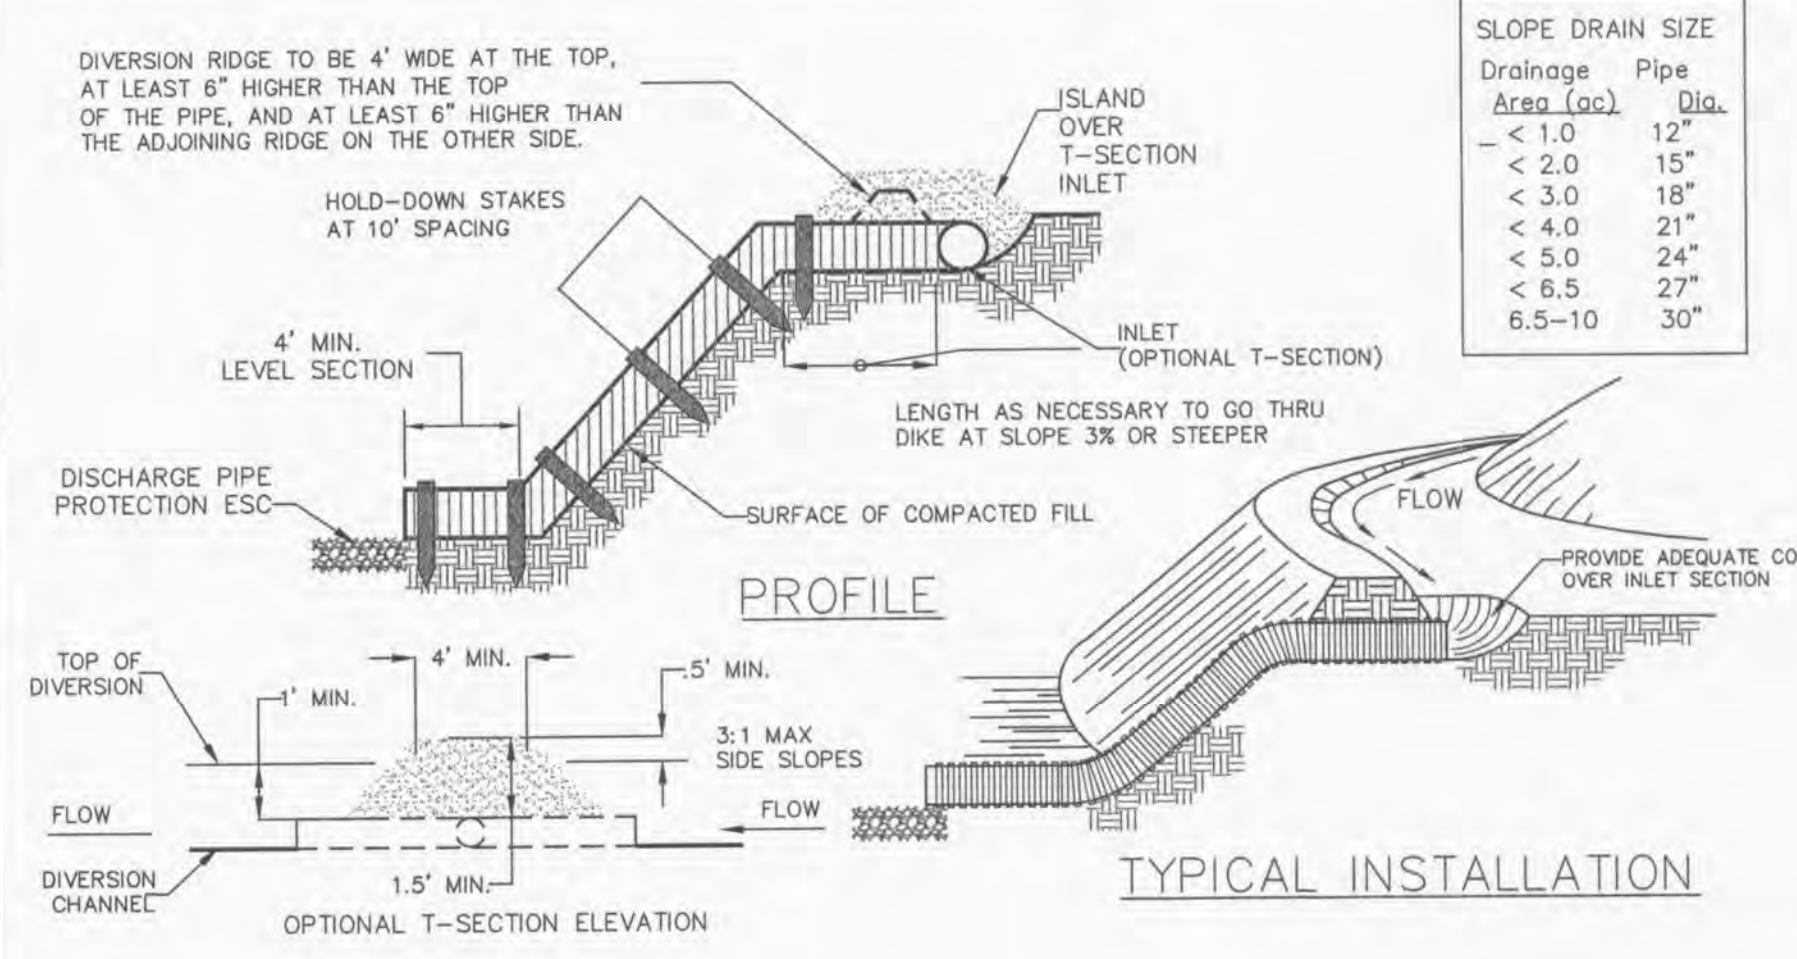 DIVERSION RIDGE TO BE 4' WIDE AT THE TOP,
AT LEAST 6" HIGHER THAN THE TOP
OF THE PIPE, AND AT LEAST 6" HIGHER THAN
THE ADJOINING RIDGE ON THE OTHER SIDE.
ISLAND
OVER
T-SECTION
INLET
SLOPE DRAIN SIZE
Drainage Pipe
Area (ac) Dia.
< 1.0 12"
< 2.0 15"
< 3.0 18"
< 4.0 21"
< 5.0 24"
< 6.5 27"
6.5-10 30"
HOLD-DOWN STAKES
AT 10' SPACING
4' MIN.
LEVEL SECTION
INLET
(OPTIONAL T-SECTION)
LENGTH AS NECESSARY TO GO THRU
DIKE AT SLOPE 3% OR STEEPER
DISCHARGE PIPE
PROTECTION ESC
SURFACE OF COMPACTED FILL
PROFILE
FLOW
PROVIDE ADEQUATE CO
OVER INLET SECTION
TOP OF
DIVERSION
1' MIN.
4' MIN.
.5' MIN.
3:1 MAX
SIDE SLOPES
FLOW
FLOW
DIVERSION
CHANNEL
1.5' MIN.
OPTIONAL T-SECTION ELEVATION
TYPICAL INSTALLATION